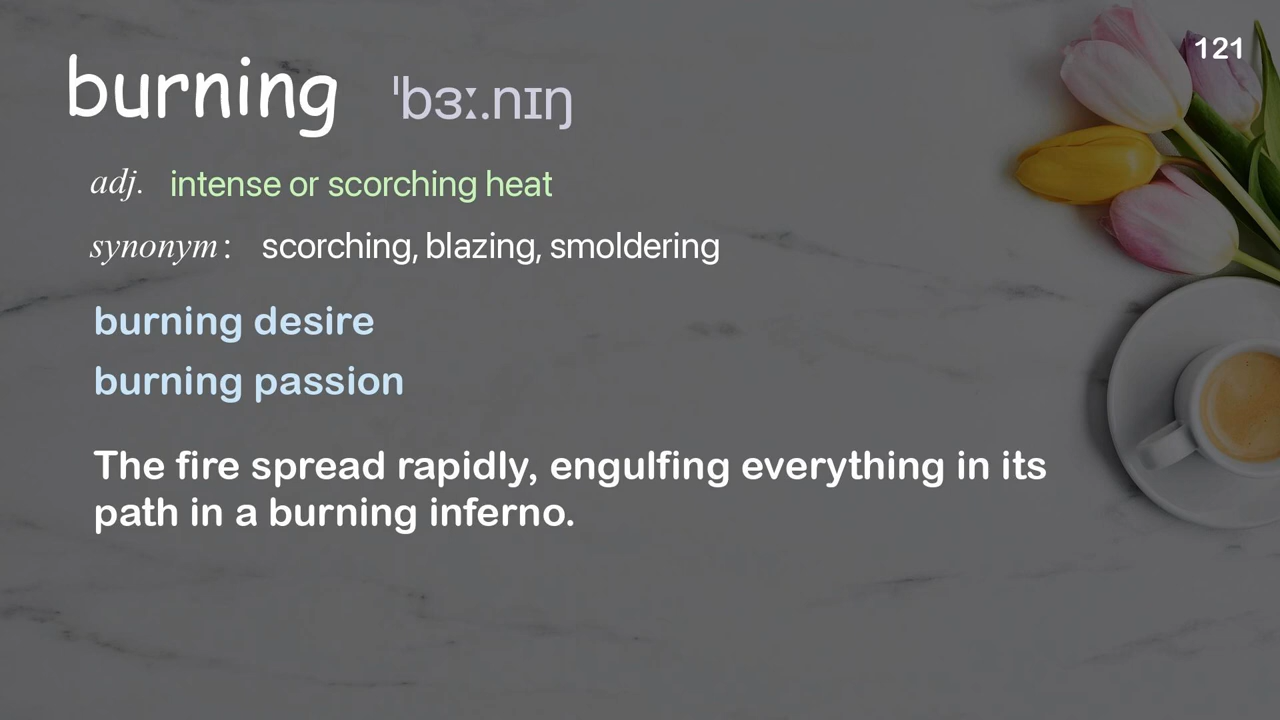 121
burning ˈbɜː.nɪŋ
adj. intense or scorching heat
synonym: scorching, blazing, smoldering
burning desire
burning passion
The fire spread rapidly, engulfing everything in its
path in a burning inferno.